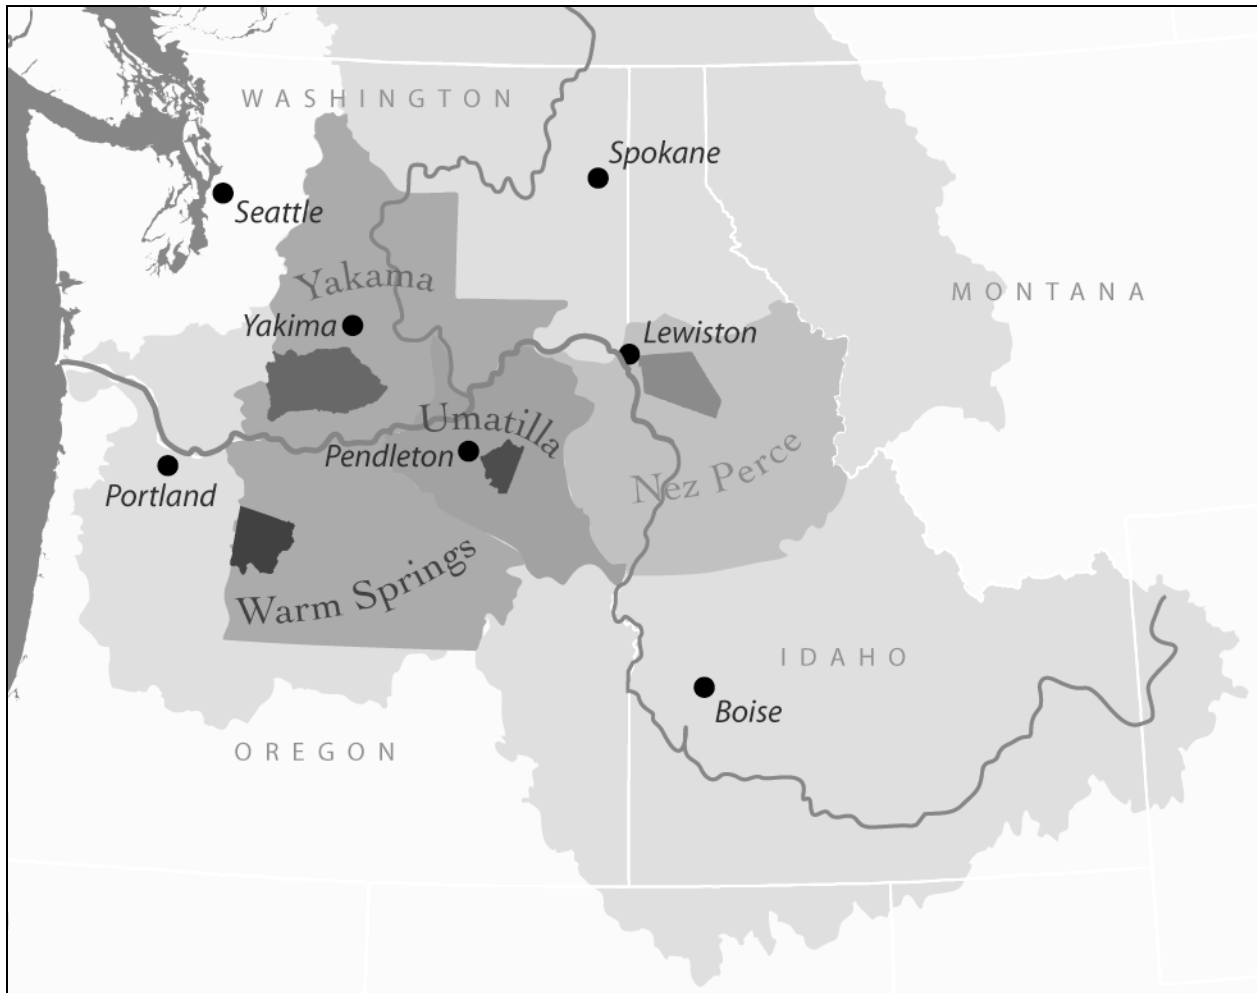 WASHINGTON
Spokane
Seattle
Yakama
MONTANA
Yakima
Lewiston
Umatilla
Pendleton
Nez Perce
Portland
Warm Springs
IDAHO
Boise
OREGON